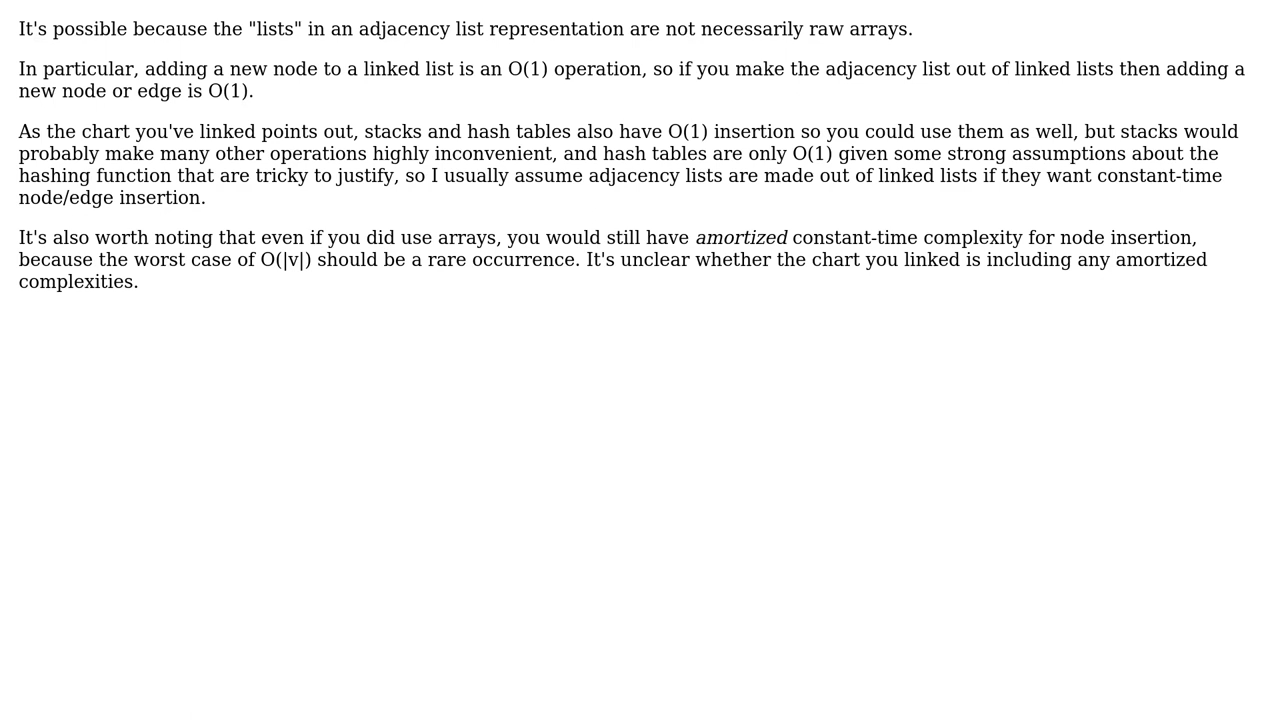 It's possible because the "lists" in an adjacency list representation are not necessarily raw arrays.
In particular, adding a new node to a linked list is an O(1) operation, so if you make the adjacency list out of linked lists then adding a
new node or edge is O(1).
As the chart you've linked points out, stacks and hash tables also have O(1) insertion so you could use them as well, but stacks would
probably make many other operations highly inconvenient, and hash tables are only O(1) given some strong assumptions about the
hashing function that are tricky to justify, so I usually assume adjacency lists are made out of linked lists if they want constant-time
node/edge insertion.
It's also worth noting that even if you did use arrays, you would still have amortized constant-time complexity for node insertion,
because the worst case of O(|v|) should be a rare occurrence. It's unclear whether the chart you linked is including any amortized
complexities.